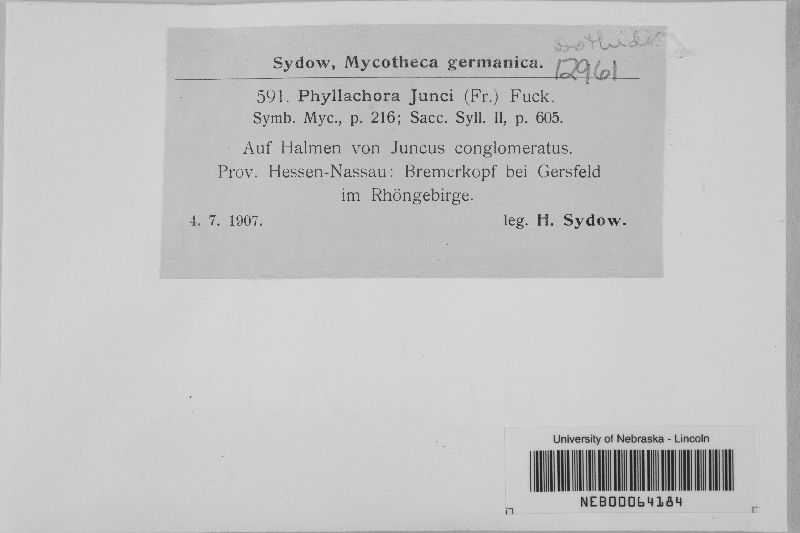 Sydow, Mycotheca germanica.
12961
591. Phyllachora Junci (Fr.) Fuck.
Symb. Myc., p. 216; Sacc. Syll. II, p. 605.
Auf Halmen von Juncus conglomeratus.
Prov. Hessen-Nassau: Bremerkopf bei Gersfeld
im Rhöngebirge.
4. 7. 1907. leg. H. Sydow.
University of Nebraska - Lincoln
NEB00064184